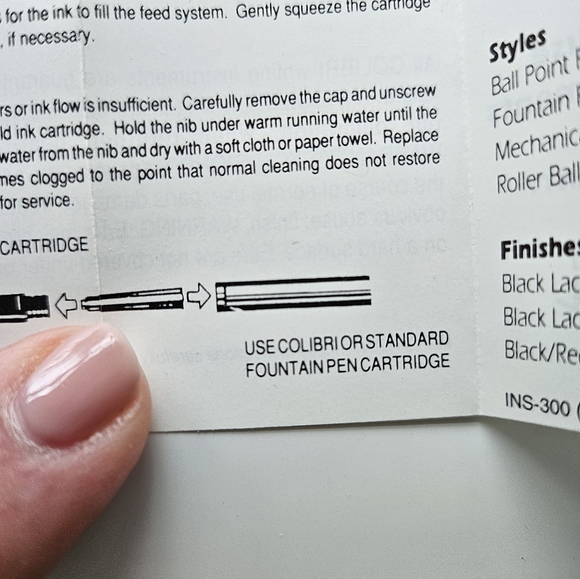 for the ink to fill the feed system. Gently squeeze the cartridge
, if necessary.
rs or ink flow is insufficient. Carefully remove the cap and unscrew
ld ink cartridge. Hold the nib under warm running water until the
water from the nib and dry with a soft cloth or paper towel. Replace
mes clogged to the point that normal cleaning does not restore
for service.
CARTRIDGE
USE COLIBRI OR STANDARD
FOUNTAIN PEN CARTRIDGE
Styles
Ball Point
Fountain
Mechanic
Roller Ball
Finishes
Black Lac
Black Lac
Black/Re
INS-300 (